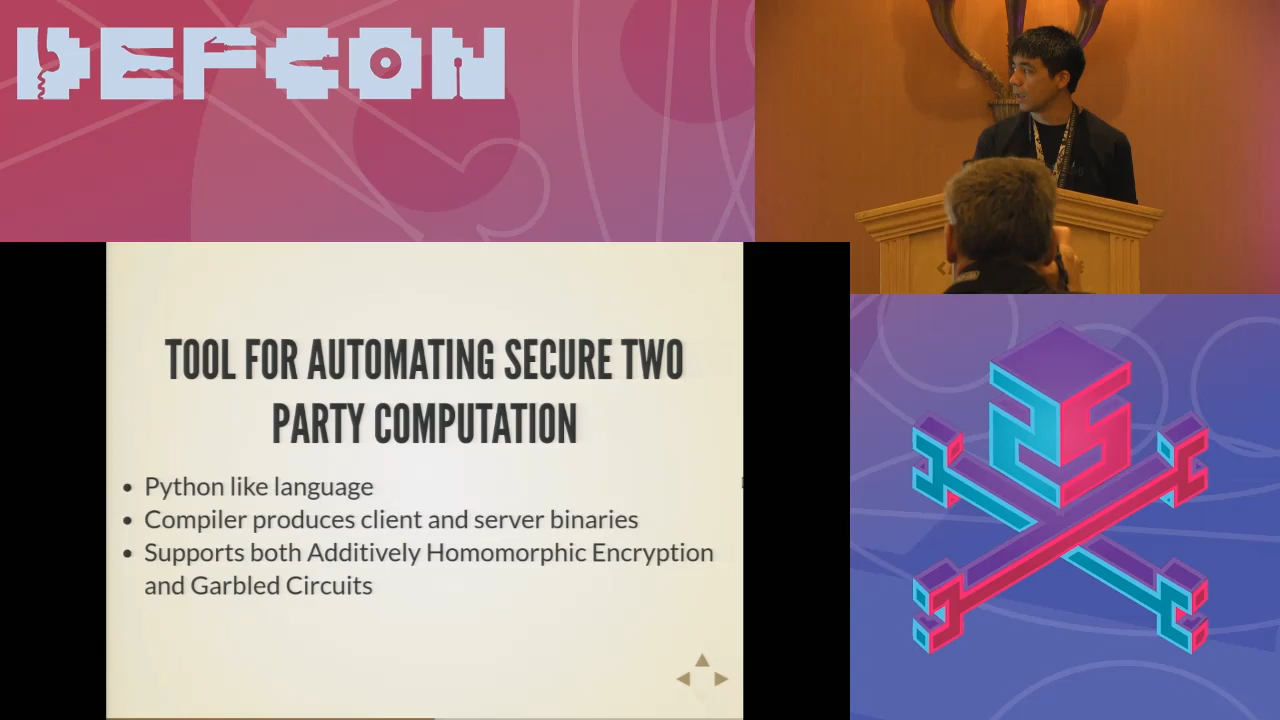 DEFCON
TOOL FOR AUTOMATING SECURE TWO
PARTY COMPUTATION
Python like language
Compiler produces client and server binaries
Supports both Additively Homomorphic Encryption
and Garbled Circuits
25